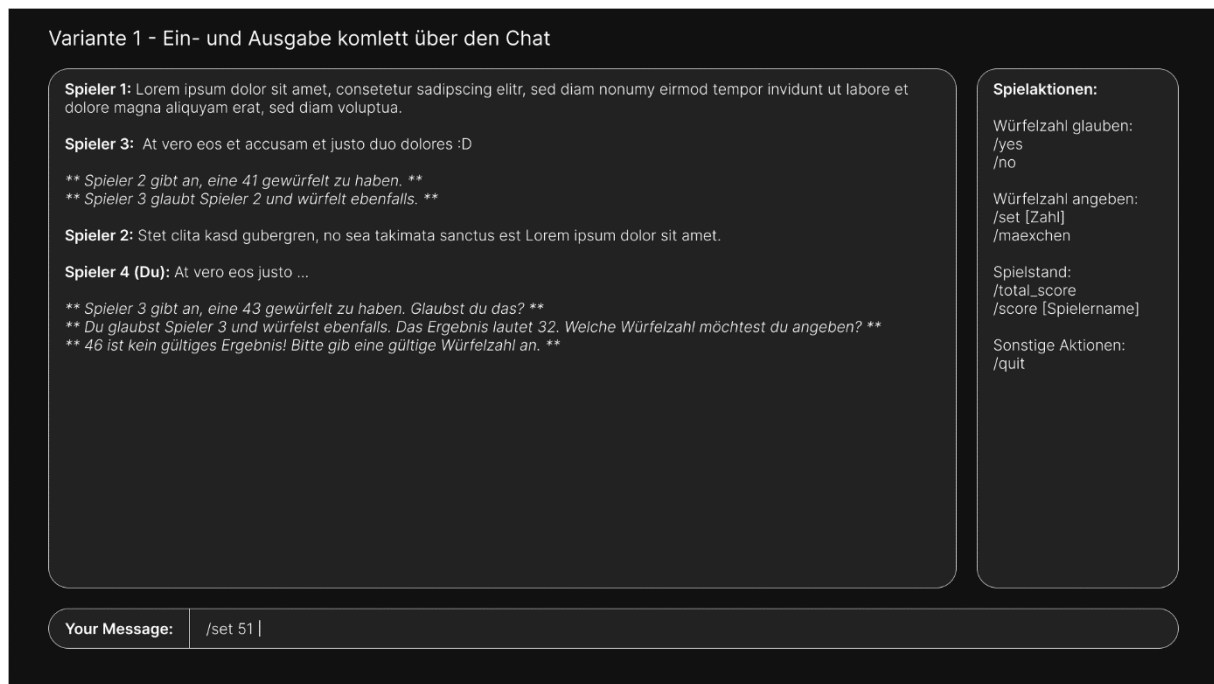 Variante 1 - Ein- und Ausgabe komlett über den Chat
Spieler 1: Lorem ipsum dolor sit amet, consetetur sadipscing elitr, sed diam nonumy eirmod tempor invidunt ut labore et
dolore magna aliquyam erat, sed diam voluptua.
Spieler 3: At vero eos et accusam et justo duo dolores :D
** Spieler 2 gibt an, eine 41 gewürfelt zu haben. **
** Spieler 3 glaubt Spieler 2 und würfelt ebenfalls. **
Spieler 2: Stet clita kasd gubergren, no sea takimata sanctus est Lorem ipsum dolor sit amet.
Spieler 4 (Du): At vero eos justo ...
** Spieler 3 gibt an, eine 43 gewürfelt zu haben. Glaubst du das? **
** Du glaubst Spieler 3 und würfelst ebenfalls. Das Ergebnis lautet 32. Welche Würfelzahl möchtest du angeben? **
** 46 ist kein gültiges Ergebnis! Bitte gib eine gültige Würfelzahl an. **
Spielaktionen:
Würfelzahl glauben:
/yes
/no
Würfelzahl angeben:
/set [Zahl]
/maexchen
Spielstand:
/total_score
/score [Spielername]
Sonstige Aktionen:
/quit
Your Message: /set 51